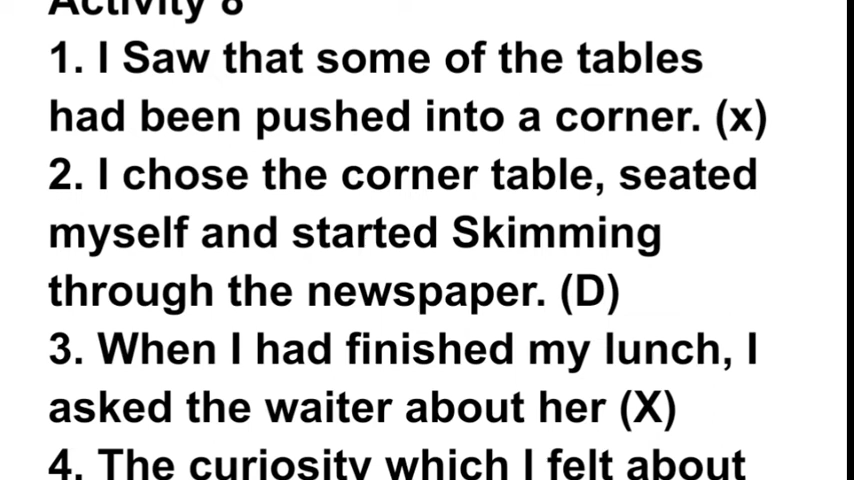 Activity 8
1. I Saw that some of the tables
had been pushed into a corner. (x)
2. I chose the corner table, seated
myself and started Skimming
through the newspaper. (D)
3. When I had finished my lunch, I
asked the waiter about her (X)
4. The curiosity which I felt about